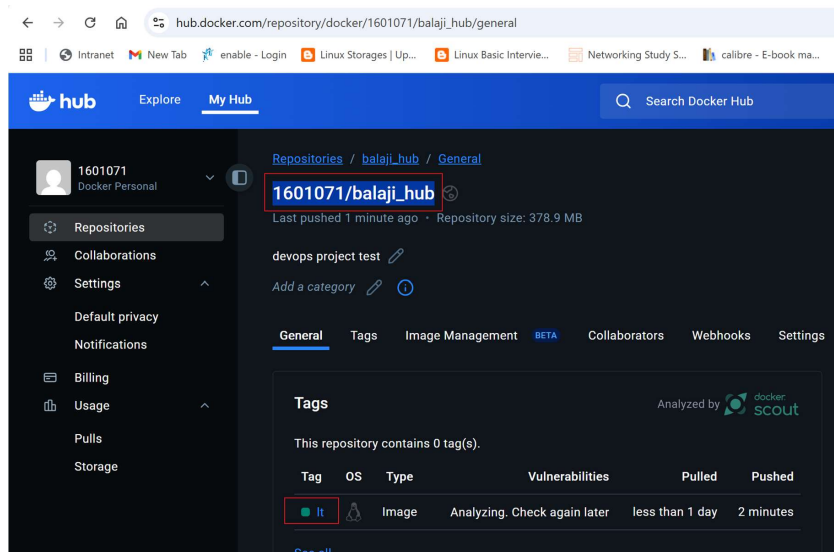 hub.docker.com/repository/docker/1601071/balaji_hub/general
Intranet New Tab enable - Login Linux Storages | Up... Linux Basic Intervie... Networking Study S... calibre - E-book ma...
hub Explore My Hub Search Docker Hub
1601071
Docker Personal
Repositories
Collaborations
Settings
Default privacy
Notifications
Billing
Usage
Pulls
Storage
Repositories / balaji_hub / General
1601071/balaji_hub
Last pushed 1 minute ago • Repository size: 378.9 MB
devops project test
Add a category
General Tags Image Management BETA Collaborators Webhooks Settings
Tags Analyzed by docker scout
This repository contains 0 tag(s).
Tag OS Type Vulnerabilities Pulled Pushed
lt Image Analyzing. Check again later less than 1 day 2 minutes
See all